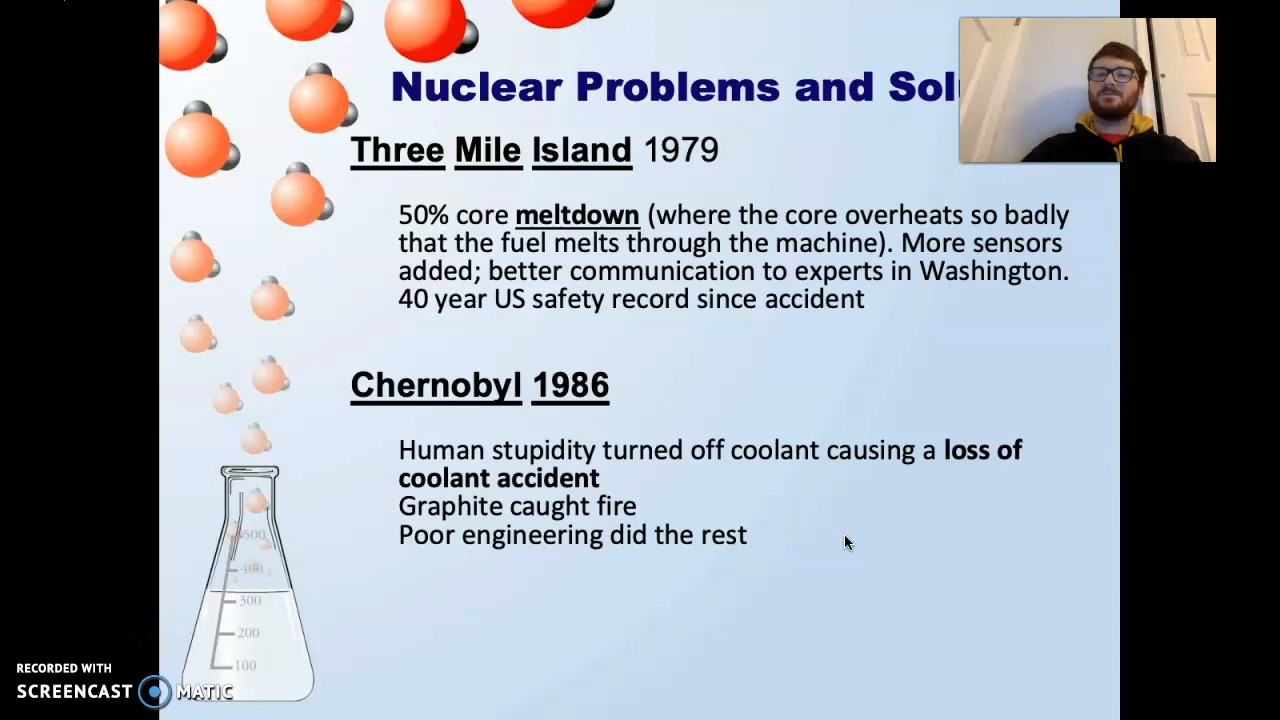 Nuclear Problems and Sol
Three Mile Island 1979
50% core meltdown (where the core overheats so badly
that the fuel melts through the machine). More sensors
added; better communication to experts in Washington.
40 year US safety record since accident
Chernobyl 1986
Human stupidity turned off coolant causing a loss of
coolant accident
Graphite caught fire
Poor engineering did the rest
500
400
300
200
100
RECORDED WITH
SCREENCAST MATIC